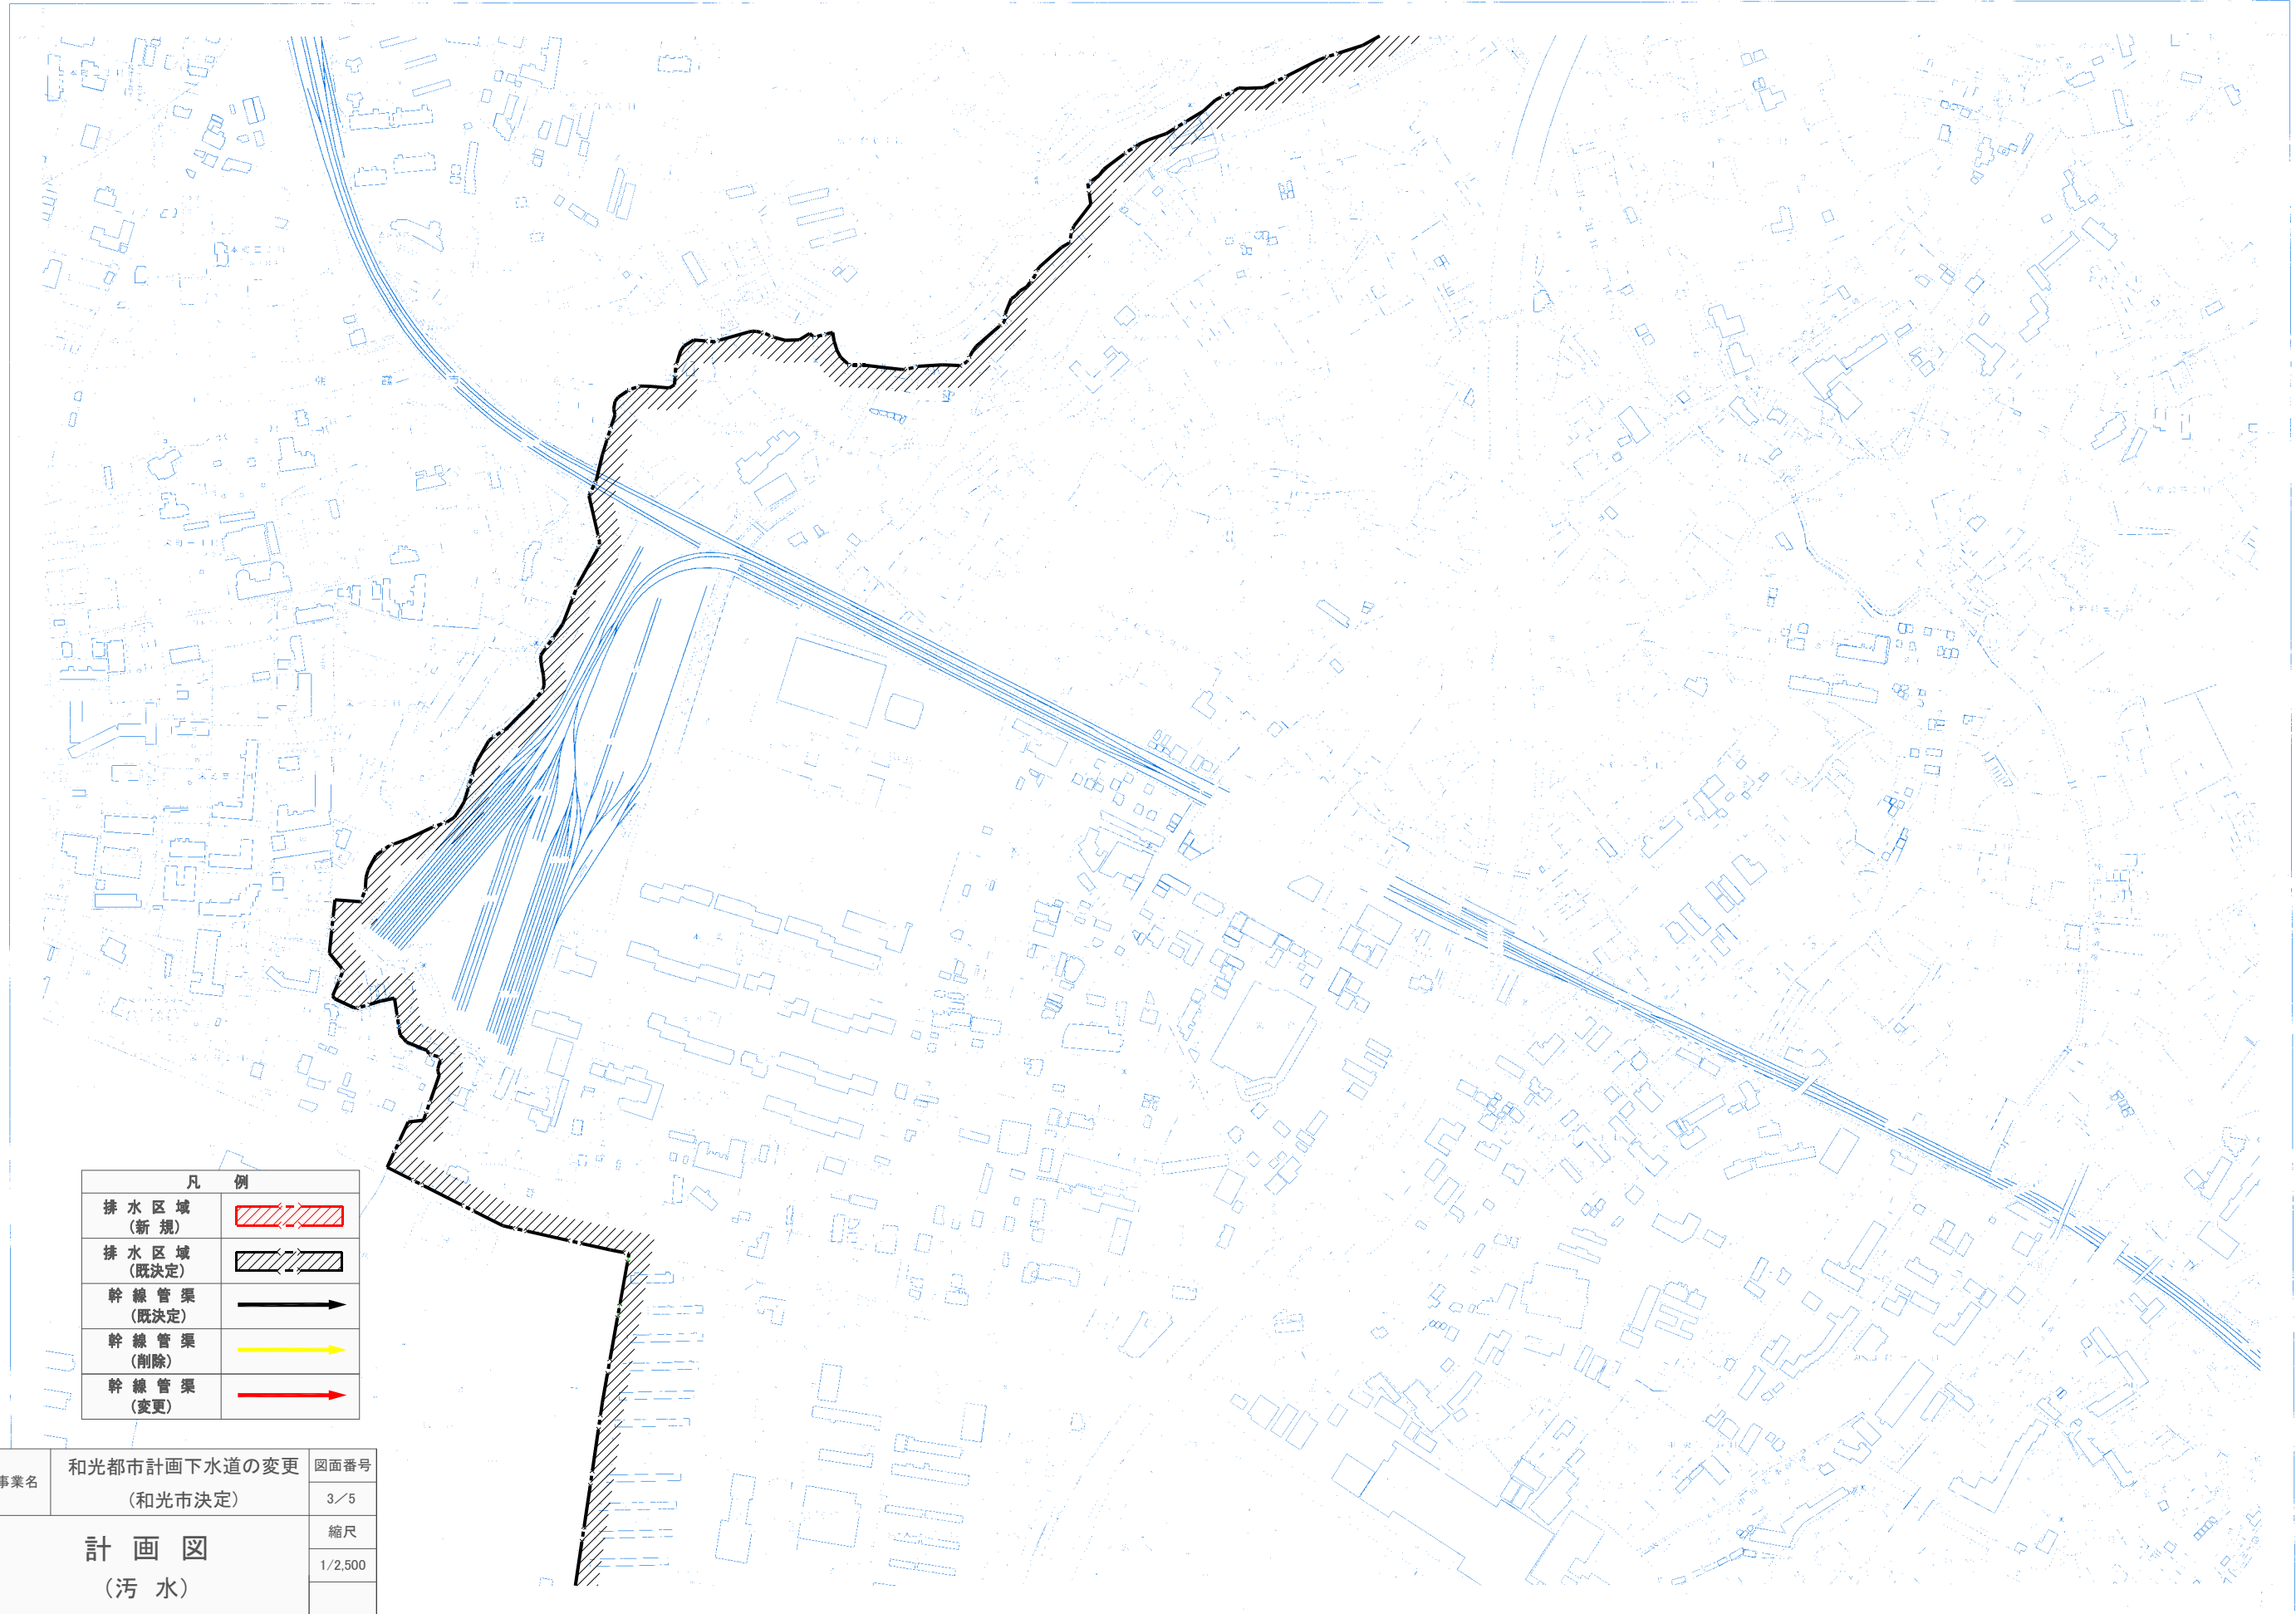 凡 例
排水区域
(新規)
排水区域
(既決定)
幹線管渠
(既決定)
幹線管渠
(削除)
幹線管渠
(変更)
事業名
和光都市計画下水道の変更
(和光市決定)
図面番号
3/5
計画図
(汚水)
縮尺
1/2,500